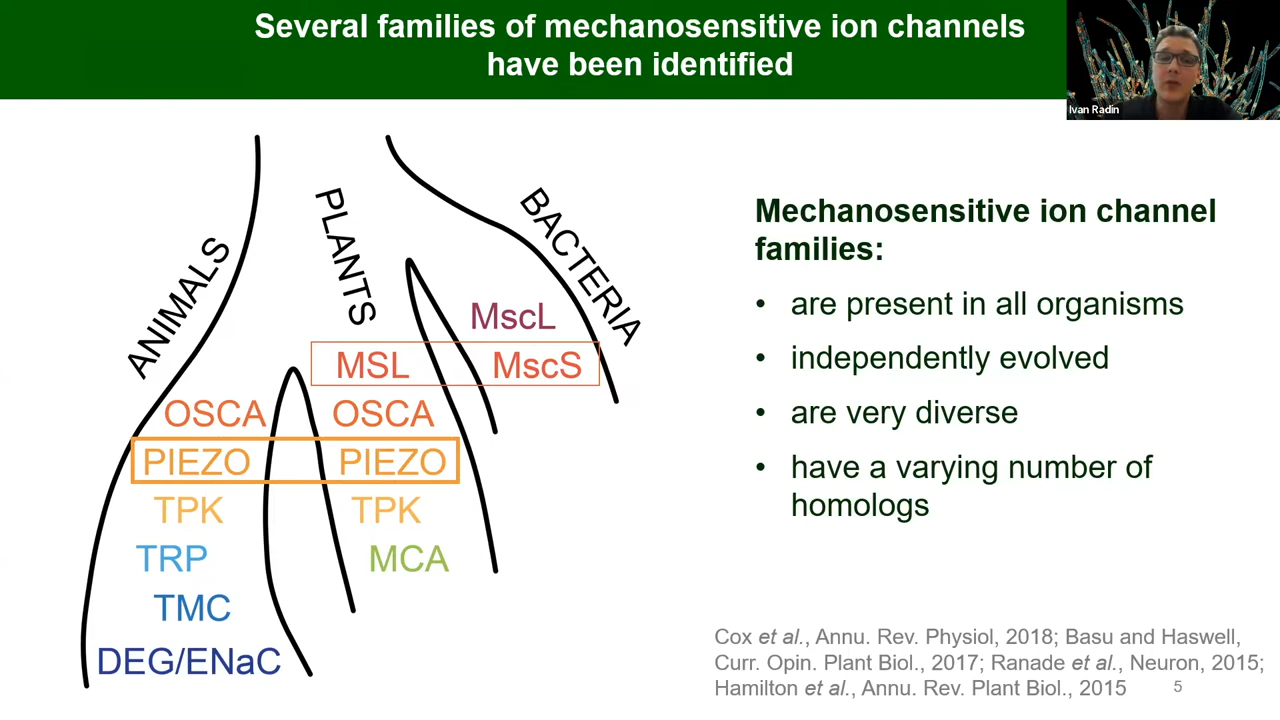 Several families of mechanosensitive ion channels
have been identified
Ivan Radin
ANIMALS
PLANTS
BACTERIA
MscL
MSL MscS
OSCA OSCA
PIEZO PIEZO
TPK TPK
TRP MCA
TMC
DEG/ENaC
Mechanosensitive ion channel
families:
• are present in all organisms
• independently evolved
• are very diverse
• have a varying number of
homologs
Cox et al., Annu. Rev. Physiol, 2018; Basu and Haswell,
Curr. Opin. Plant Biol., 2017; Ranade et al., Neuron, 2015;
Hamilton et al., Annu. Rev. Plant Biol., 2015
5